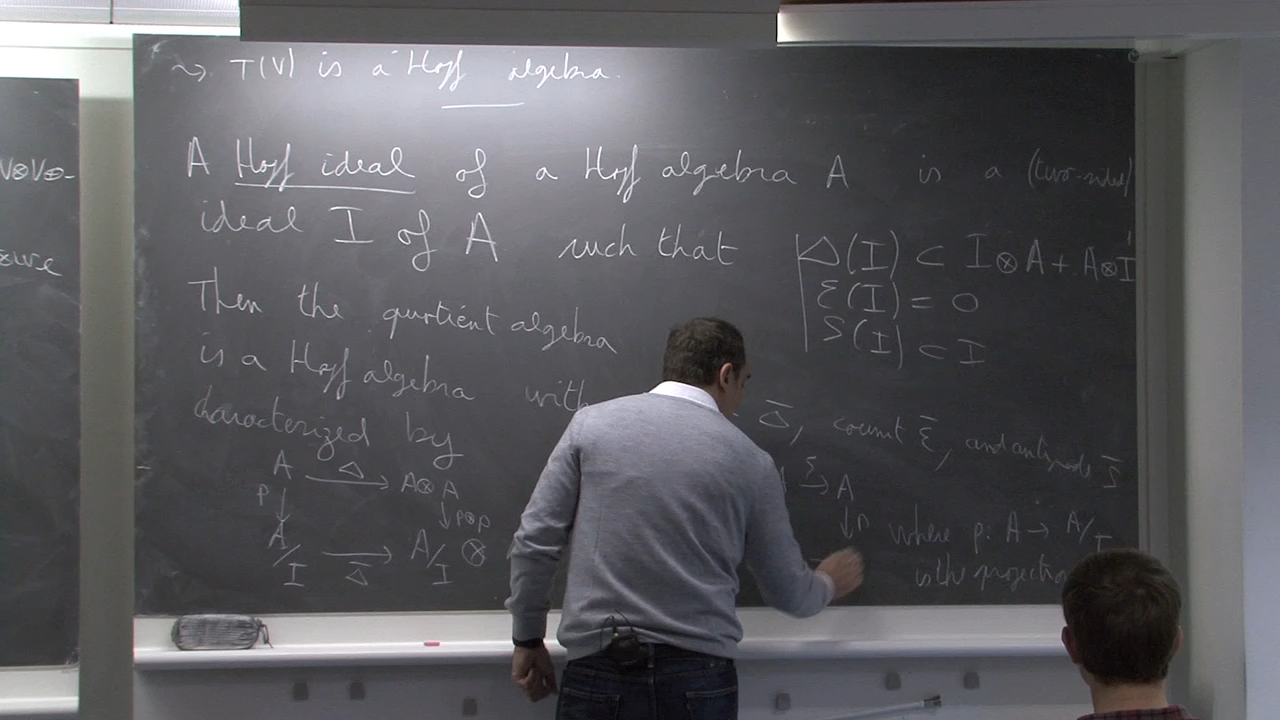 ⇝ T(V) is a Hopf algebra.
A Hopf ideal of a Hopf algebra A is a (two-sided)
ideal I of A such that
Δ(I) ⊂ I⊗A + A⊗I
ε(I) = 0
S(I) ⊂ I
Then the quotient algebra
is a Hopf algebra with Δ̄, counit ε̄, and antipode S̄
characterized by
A —Δ→ A⊗A
p↓ ↓p⊗p
A/I —Δ̄→ A/I ⊗
S→ A
↓p
where p: A → A/I
is the projection
V⊗V⊕